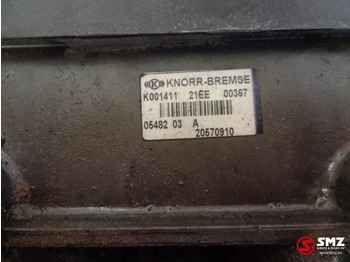 KNORR-BREMSE
K001411 21EE 00367
05482 03 A
20570910
SMZ